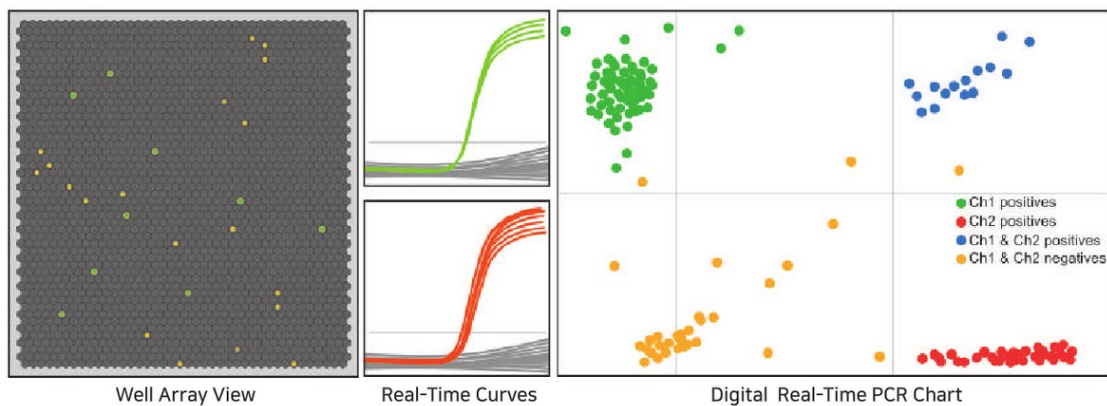 Ch1 positives
Ch2 positives
Ch1 & Ch2 positives
Ch1 & Ch2 negatives
Well Array View
Real-Time Curves
Digital Real-Time PCR Chart